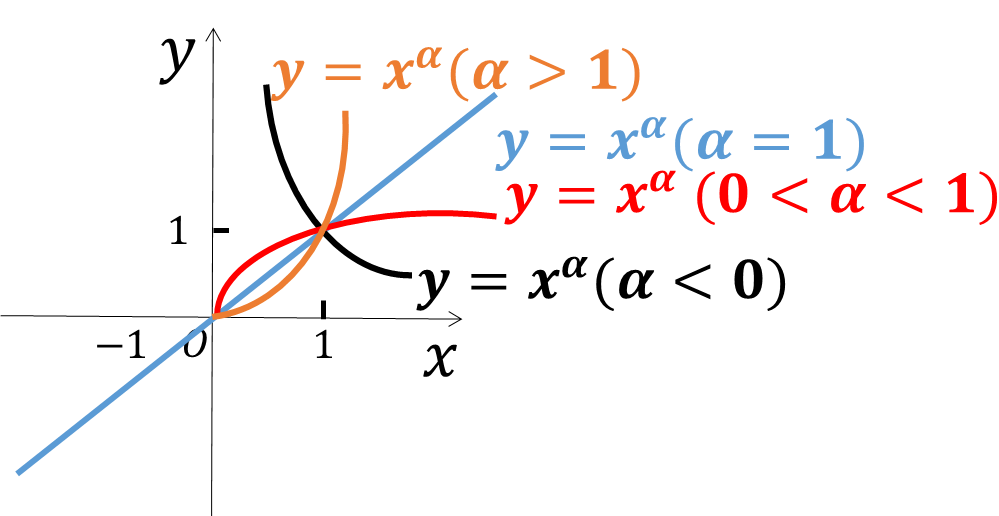 y
y = x^α(α > 1)
y = x^α(α = 1)
y = x^α (0 < α < 1)
1
y = x^α(α < 0)
−1 O 1
x